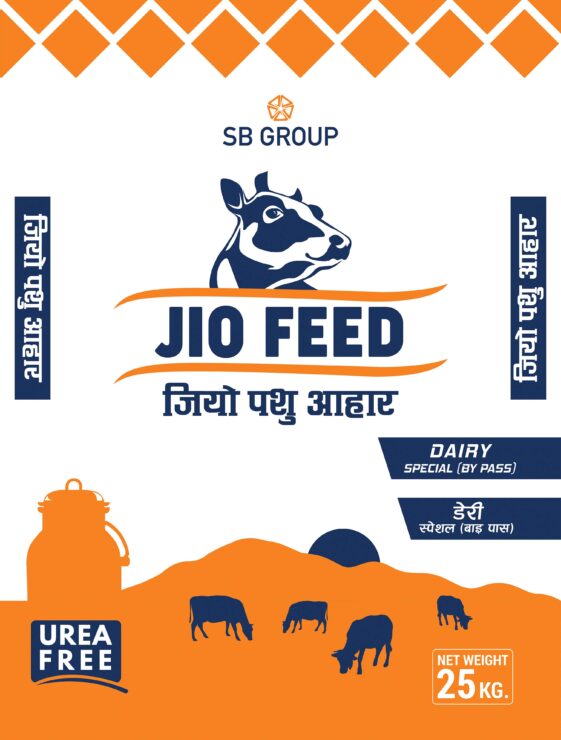 SB GROUP
जियो पशु आहार
जियो पशु आहार
JIO FEED
जियो पशु आहार
DAIRY
SPECIAL (BY PASS)
डेरी
स्पेशल (बाइ पास)
UREA
FREE
NET WEIGHT
25 KG.